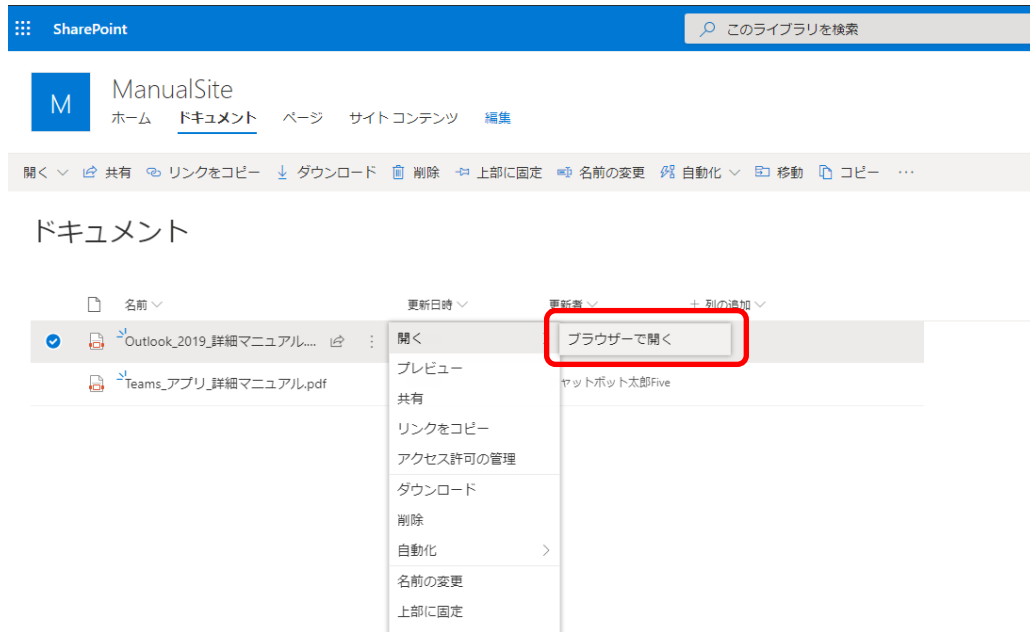 SharePoint
このライブラリを検索
M
ManualSite
ホーム ドキュメント ページ サイト コンテンツ 編集
開く 共有 リンクをコピー ダウンロード 削除 上部に固定 名前の変更 自動化 移動 コピー ...
ドキュメント
名前 更新日時 更新者 + 列の追加
Outlook_2019_詳細マニュアル.... 開く ブラウザーで開く
プレビュー
Teams_アプリ_詳細マニュアル.pdf ャットボット太郎Five
共有
リンクをコピー
アクセス許可の管理
ダウンロード
削除
自動化
名前の変更
上部に固定